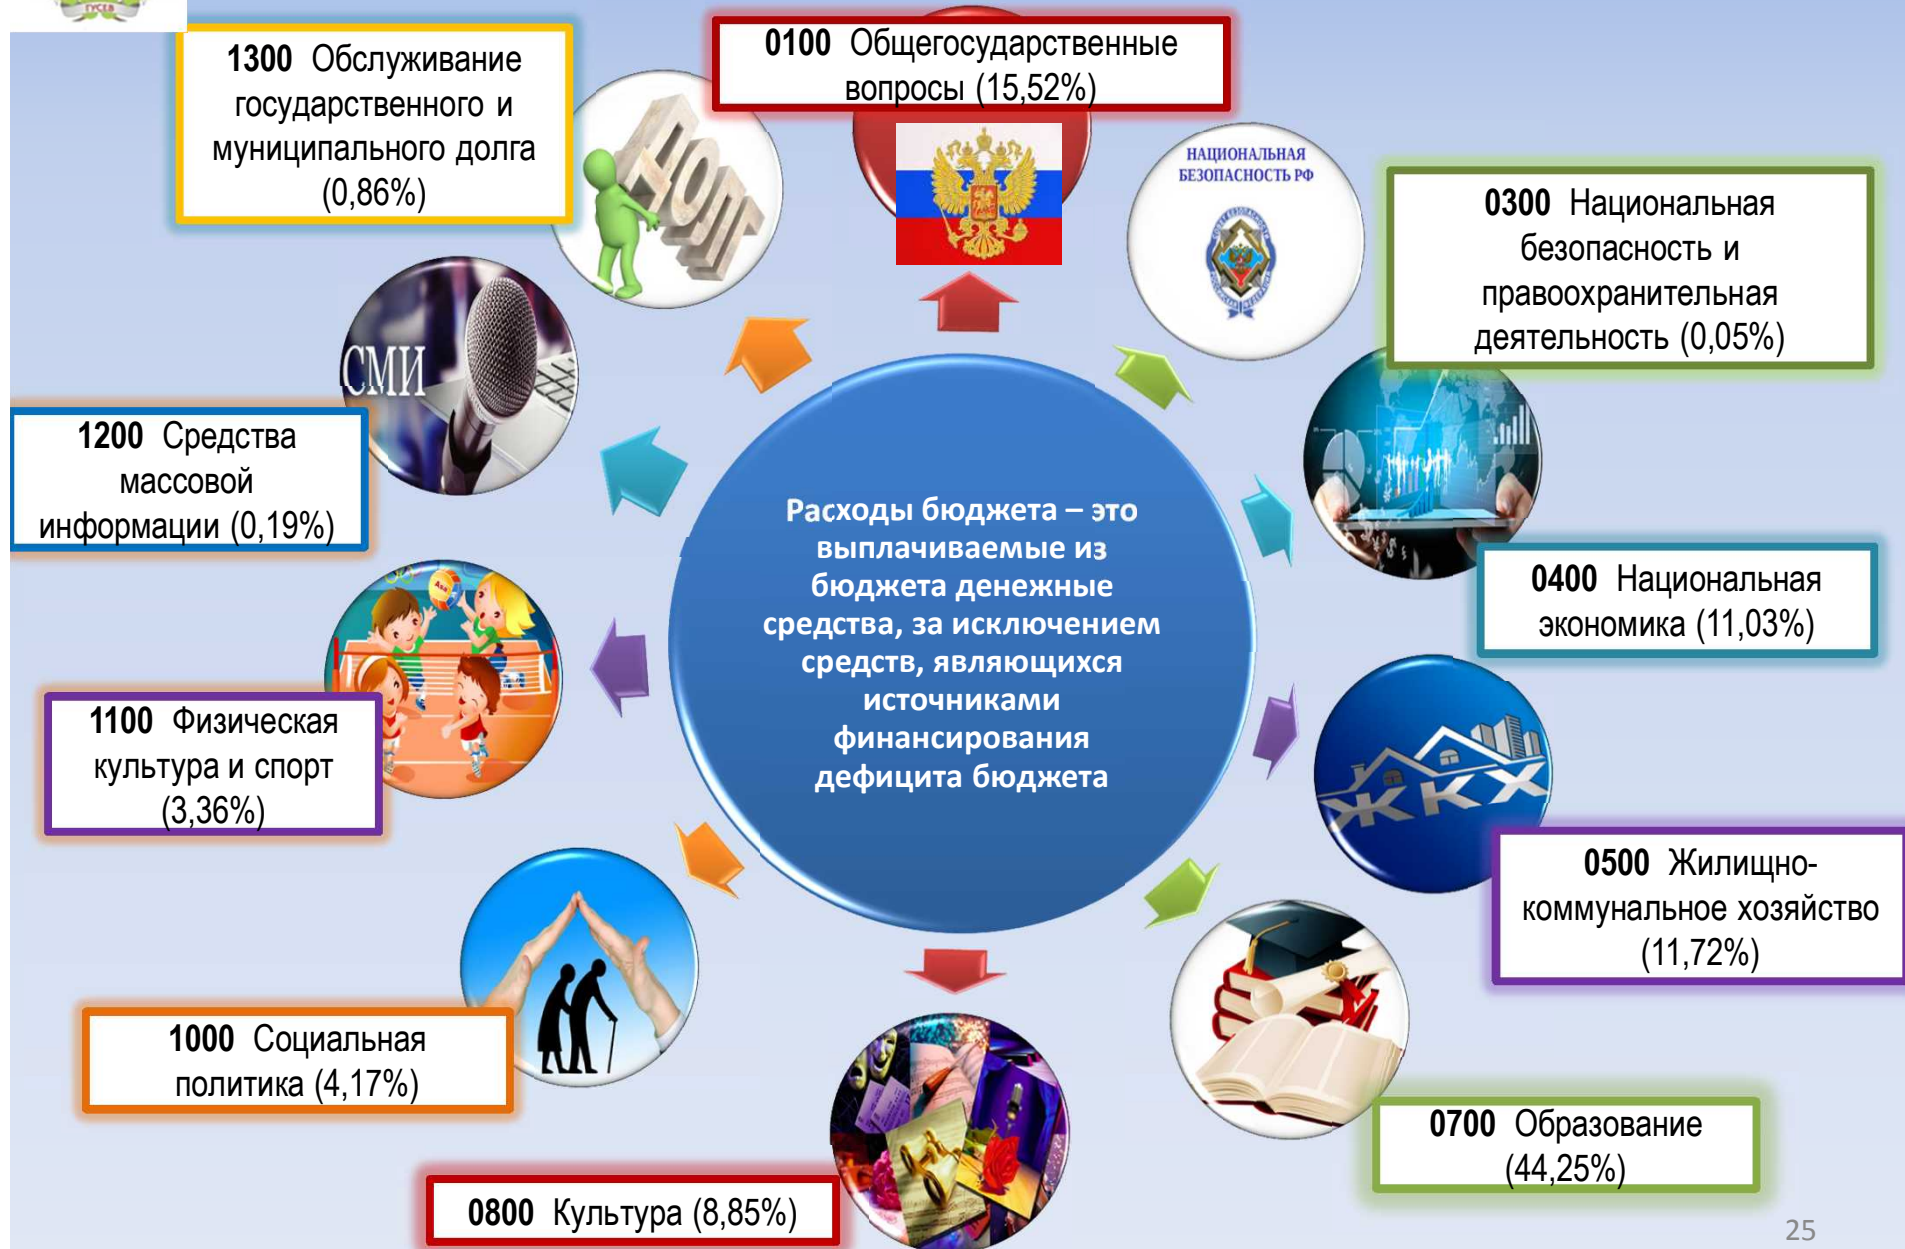 ГУСЕВ
0100 Общегосударственные
вопросы (15,52%)
1300 Обслуживание
государственного и
муниципального долга
(0,86%)
ДОЛГ
НАЦИОНАЛЬНАЯ
БЕЗОПАСНОСТЬ РФ
0300 Национальная
безопасность и
правоохранительная
деятельность (0,05%)
СМИ
1200 Средства
массовой
информации (0,19%)
Расходы бюджета – это
выплачиваемые из
бюджета денежные
средства, за исключением
средств, являющихся
источниками
финансирования
дефицита бюджета
0400 Национальная
экономика (11,03%)
1100 Физическая
культура и спорт
(3,36%)
ЖКХ
0500 Жилищно-
коммунальное хозяйство
(11,72%)
1000 Социальная
политика (4,17%)
0700 Образование
(44,25%)
0800 Культура (8,85%)
25